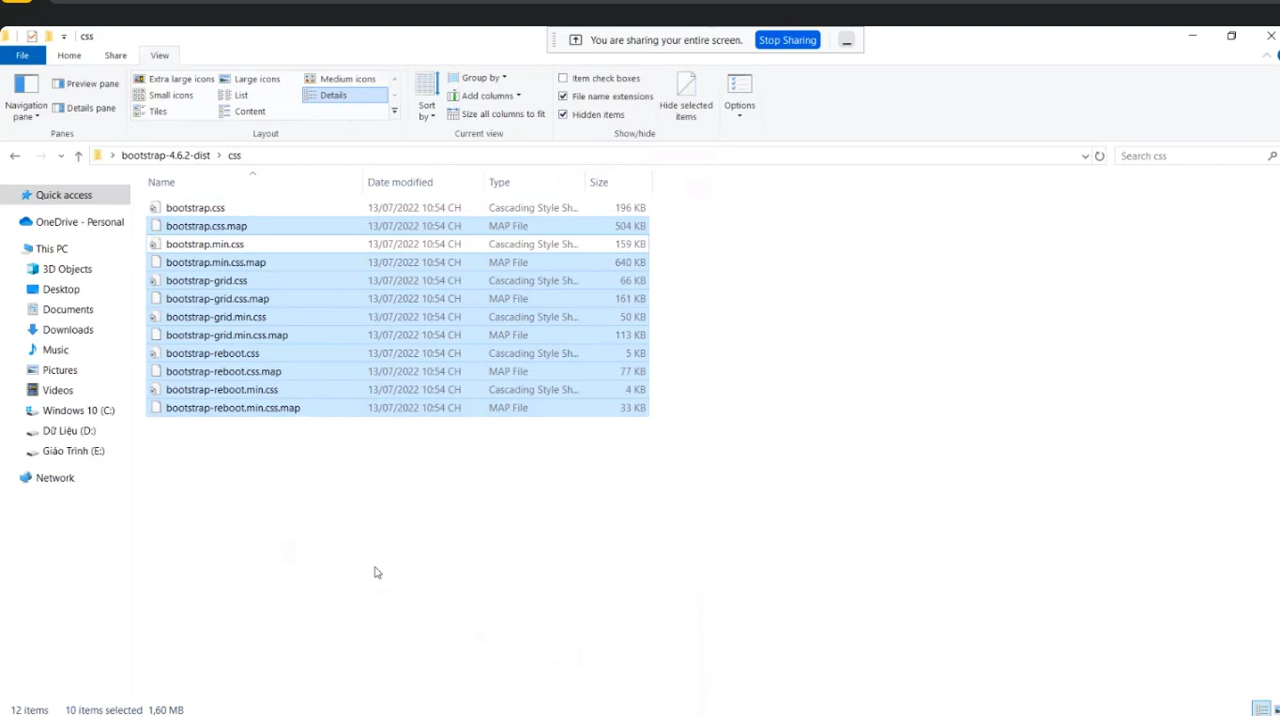 css
You are sharing your entire screen. Stop Sharing
File Home Share View
Navigation pane
Preview pane
Details pane
Panes
Extra large icons Large icons Medium icons
Small icons List Details
Tiles Content
Layout
Sort by
Group by
Add columns
Size all columns to fit
Current view
Item check boxes
File name extensions
Hidden items
Hide selected items
Show/hide
Options
bootstrap-4.6.2-dist > css
Search css
Quick access
OneDrive - Personal
This PC
3D Objects
Desktop
Documents
Downloads
Music
Pictures
Videos
Windows 10 (C:)
Dữ Liệu (D:)
Giáo Trình (E:)
Network
Name Date modified Type Size
bootstrap.css 13/07/2022 10:54 CH Cascading Style Sh... 196 KB
bootstrap.css.map 13/07/2022 10:54 CH MAP File 504 KB
bootstrap.min.css 13/07/2022 10:54 CH Cascading Style Sh... 159 KB
bootstrap.min.css.map 13/07/2022 10:54 CH MAP File 640 KB
bootstrap-grid.css 13/07/2022 10:54 CH Cascading Style Sh... 66 KB
bootstrap-grid.css.map 13/07/2022 10:54 CH MAP File 161 KB
bootstrap-grid.min.css 13/07/2022 10:54 CH Cascading Style Sh... 50 KB
bootstrap-grid.min.css.map 13/07/2022 10:54 CH MAP File 113 KB
bootstrap-reboot.css 13/07/2022 10:54 CH Cascading Style Sh... 5 KB
bootstrap-reboot.css.map 13/07/2022 10:54 CH MAP File 77 KB
bootstrap-reboot.min.css 13/07/2022 10:54 CH Cascading Style Sh... 4 KB
bootstrap-reboot.min.css.map 13/07/2022 10:54 CH MAP File 33 KB
12 items 10 items selected 1,60 MB